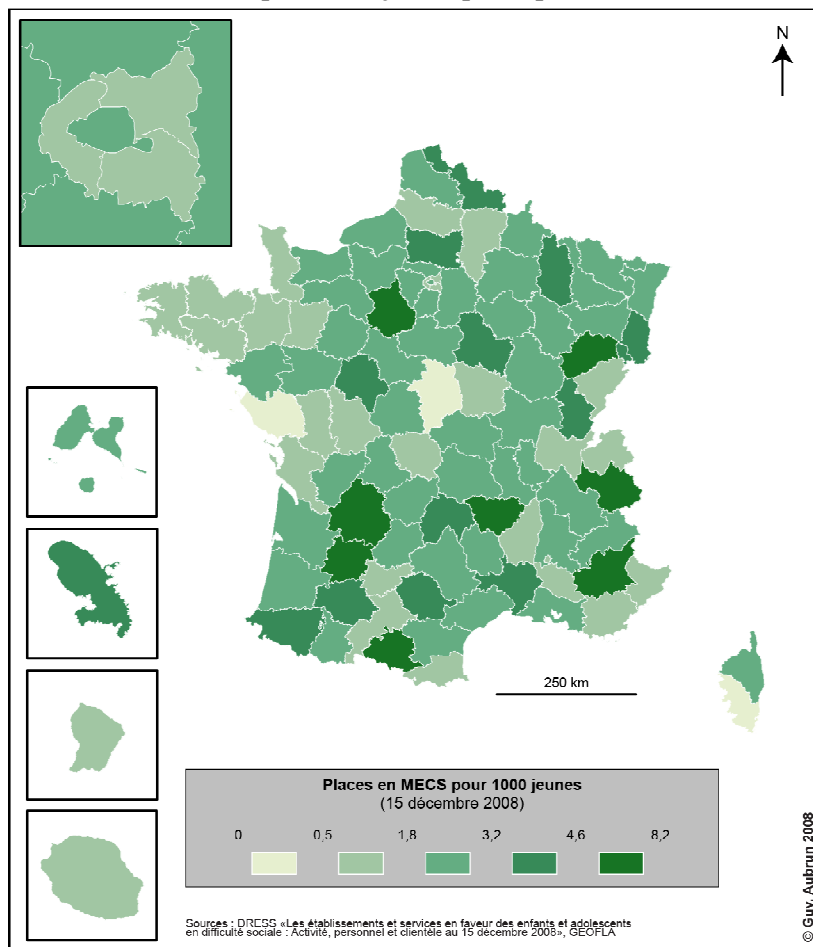 N
250 km
Places en MECS pour 1000 jeunes
(15 décembre 2008)
0 0,5 1,8 3,2 4,6 8,2
Sources : DRESS «Les établissements et services en faveur des enfants et adolescents
en difficulté sociale : Activité, personnel et clientèle au 15 décembre 2008», GEOFLA
© Guy. Aubrun 2008